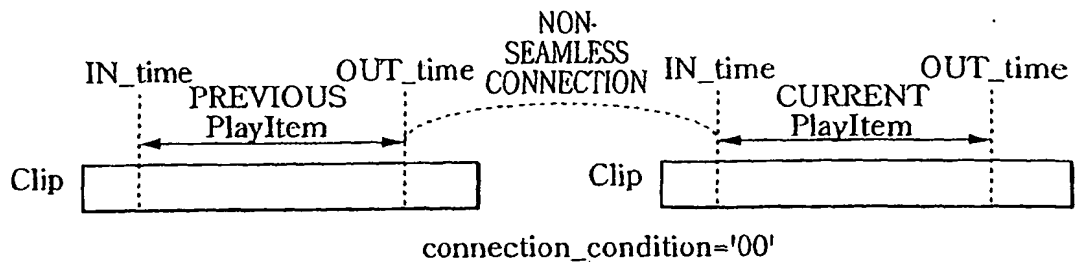 NON-
SEAMLESS
CONNECTION
IN_time
OUT_time
IN_time
OUT_time
PREVIOUS
PlayItem
CURRENT
PlayItem
Clip
Clip
connection_condition='00'